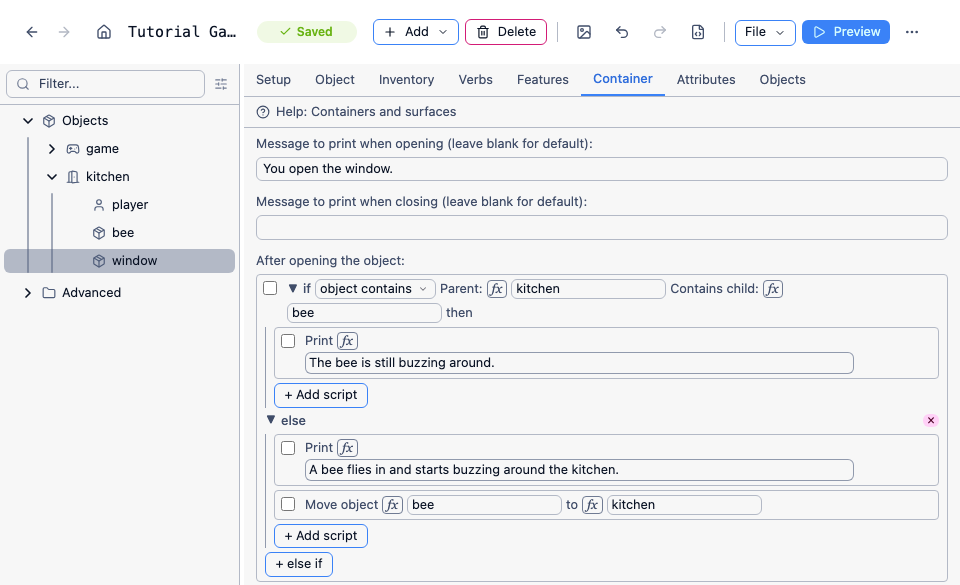 Tutorial Ga… Saved Add Delete File Preview
Filter...
Setup Object Inventory Verbs Features Container Attributes Objects
Help: Containers and surfaces
Objects
game
kitchen
player
bee
window
Advanced
Message to print when opening (leave blank for default):
You open the window.
Message to print when closing (leave blank for default):
After opening the object:
if object contains Parent: fx kitchen Contains child: fx
bee then
Print fx
The bee is still buzzing around.
+ Add script
else
Print fx
A bee flies in and starts buzzing around the kitchen.
Move object fx bee to fx kitchen
+ Add script
+ else if